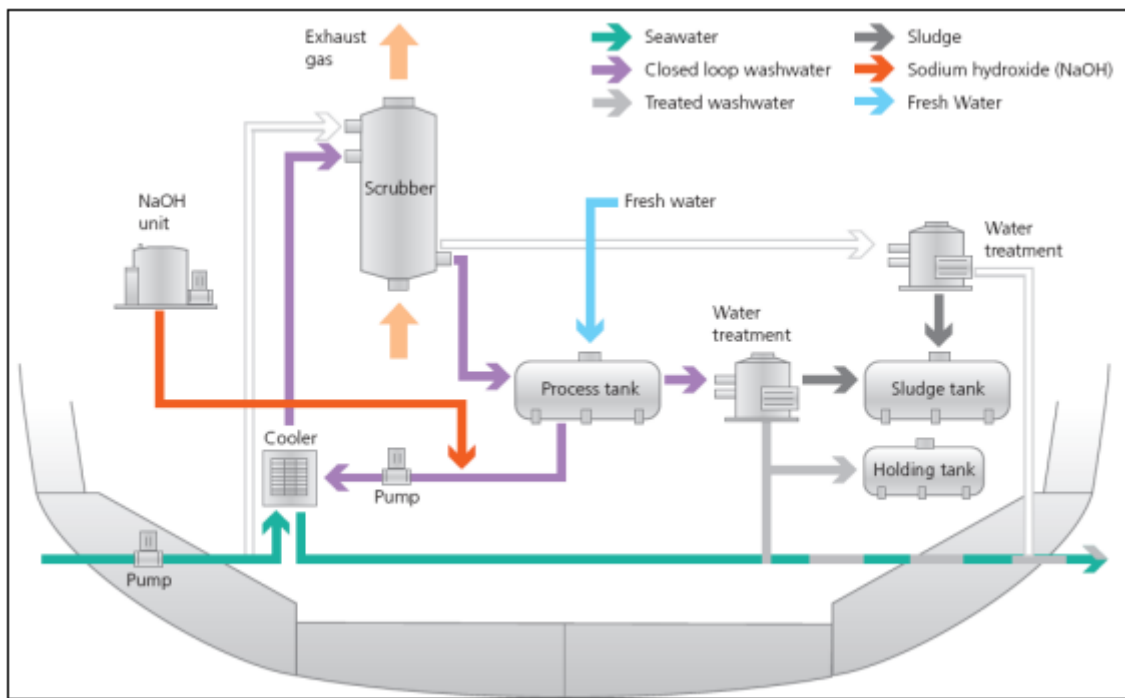 Exhaust
gas
Seawater
Closed loop washwater
Treated washwater
Sludge
Sodium hydroxide (NaOH)
Fresh Water
NaOH
unit
Scrubber
Fresh water
Water
treatment
Water
treatment
Process tank
Sludge tank
Cooler
Holding tank
Pump
Pump